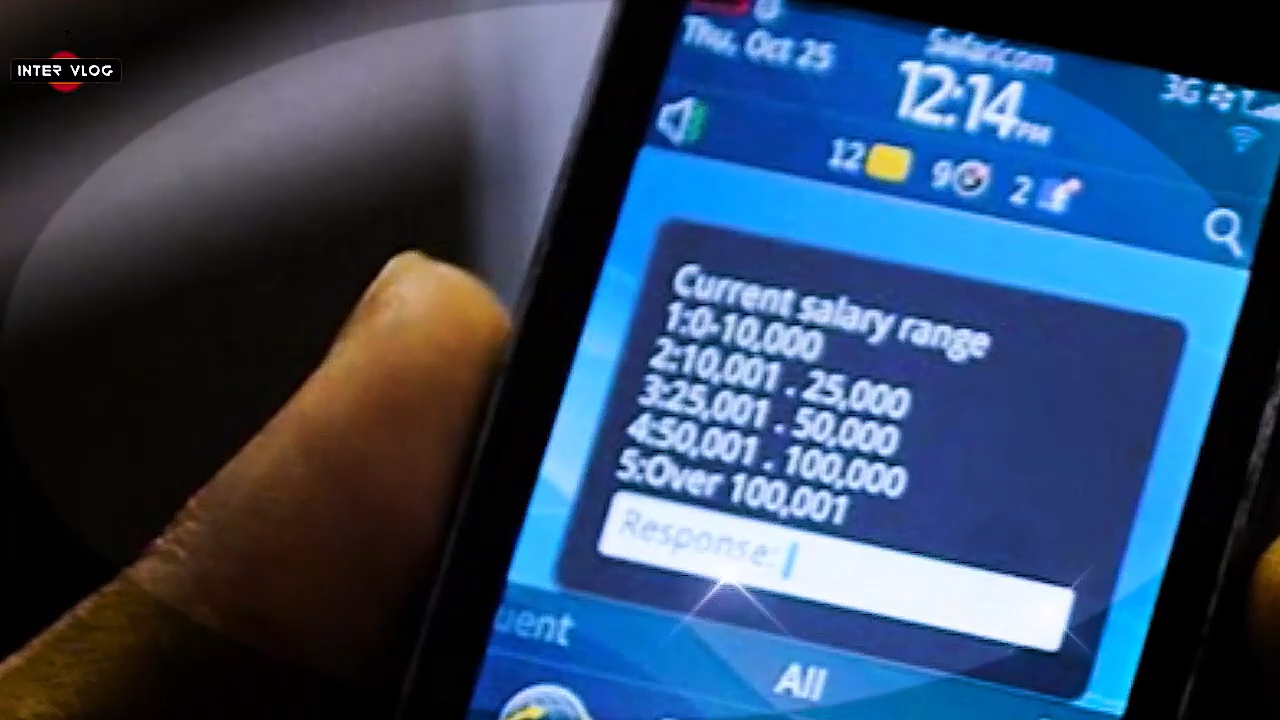 INTER VLOG
Safaricom
Thu, Oct 25
12:14 PM
3G
12 9 2
Current salary range
1:0-10,000
2:10,001 - 25,000
3:25,001 - 50,000
4:50,001 - 100,000
5:Over 100,001
Response:
uent
All